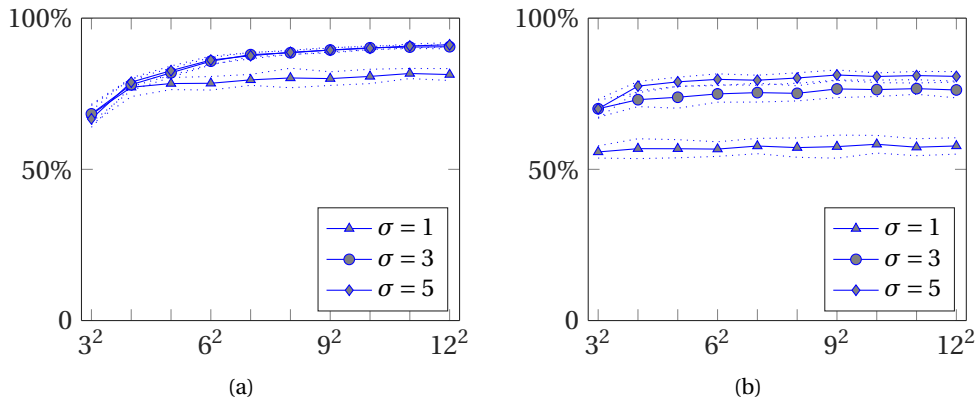 100%
50%
0
3²
6²
9²
12²
σ = 1
σ = 3
σ = 5
(a)
100%
50%
0
3²
6²
9²
12²
σ = 1
σ = 3
σ = 5
(b)